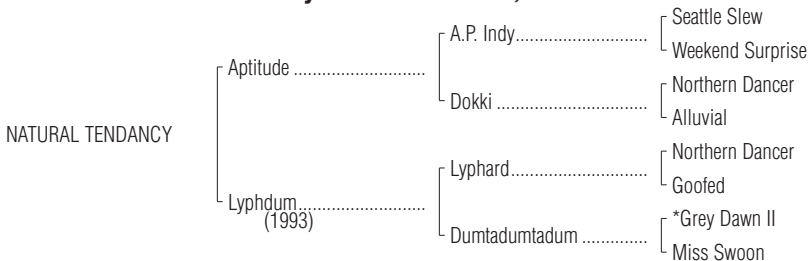 Seattle Slew
A.P. Indy
Weekend Surprise
Aptitude
Northern Dancer
Dokki
Alluvial
NATURAL TENDANCY
Northern Dancer
Lyphard
Goofed
Lyphdum
(1993)
*Grey Dawn II
Dumtadumtadum
Miss Swoon